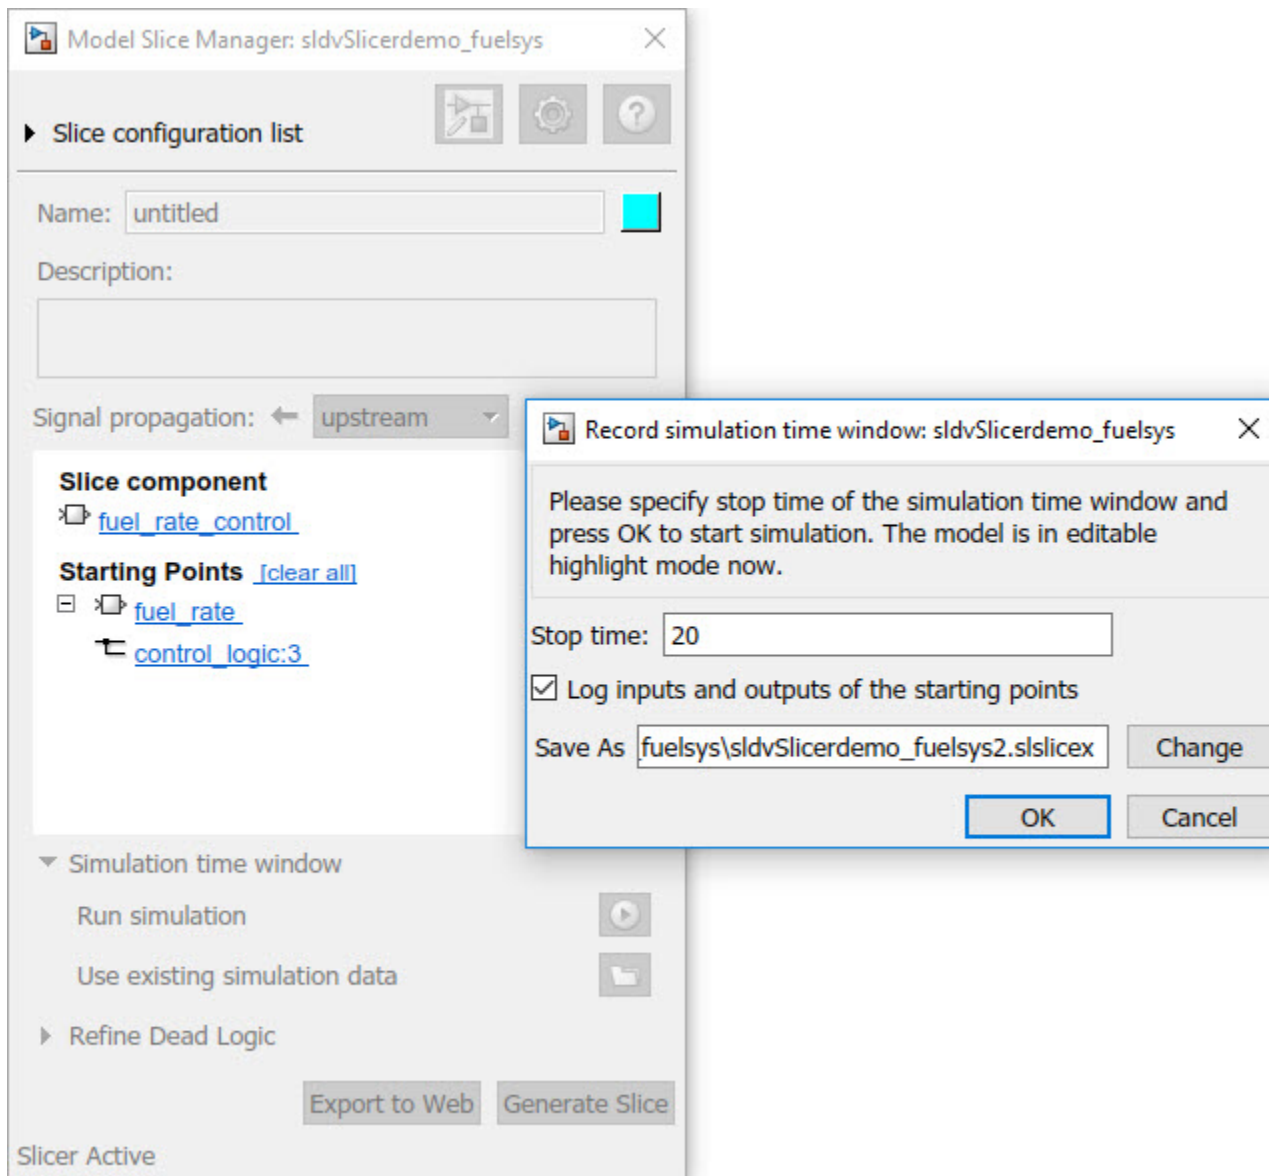 Model Slice Manager: sldvSlicerdemo_fuelsys
Slice configuration list
Name: untitled
Description:
Signal propagation: upstream
Slice component
fuel_rate_control
Starting Points [clear all]
fuel_rate
control_logic:3
Simulation time window
Run simulation
Use existing simulation data
Refine Dead Logic
Export to Web Generate Slice
Slicer Active
Record simulation time window: sldvSlicerdemo_fuelsys
Please specify stop time of the simulation time window and
press OK to start simulation. The model is in editable
highlight mode now.
Stop time: 20
Log inputs and outputs of the starting points
Save As _fuelsys\sldvSlicerdemo_fuelsys2.slslicex Change
OK Cancel